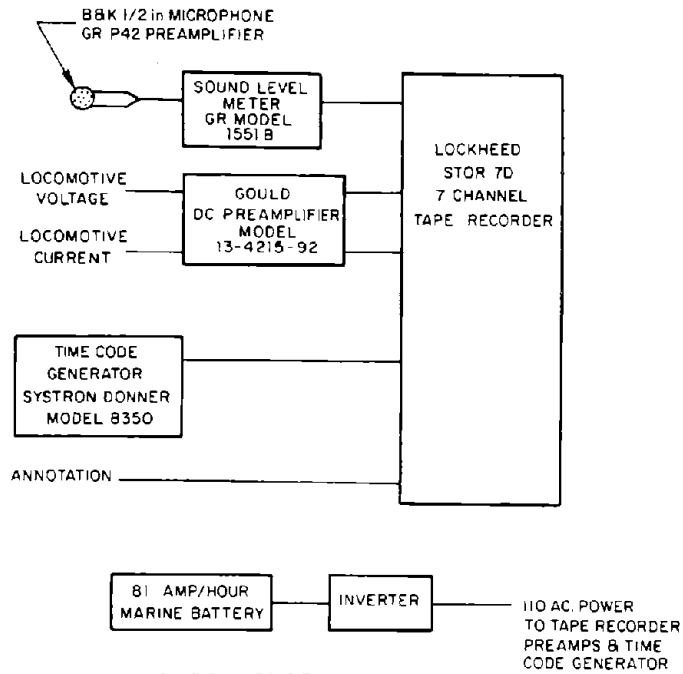 B&K 1/2 in MICROPHONE
GR P42 PREAMPLIFIER
SOUND LEVEL
METER
GR MODEL
1551 B
LOCKHEED
STOR 7D
7 CHANNEL
TAPE RECORDER
LOCOMOTIVE
VOLTAGE
GOULD
DC PREAMPLIFIER
MODEL
13-4215-92
LOCOMOTIVE
CURRENT
TIME CODE
GENERATOR
SYSTRON DONNER
MODEL 8350
ANNOTATION
81 AMP/HOUR
MARINE BATTERY
INVERTER
110 AC. POWER
TO TAPE RECORDER
PREAMPS & TIME
CODE GENERATOR